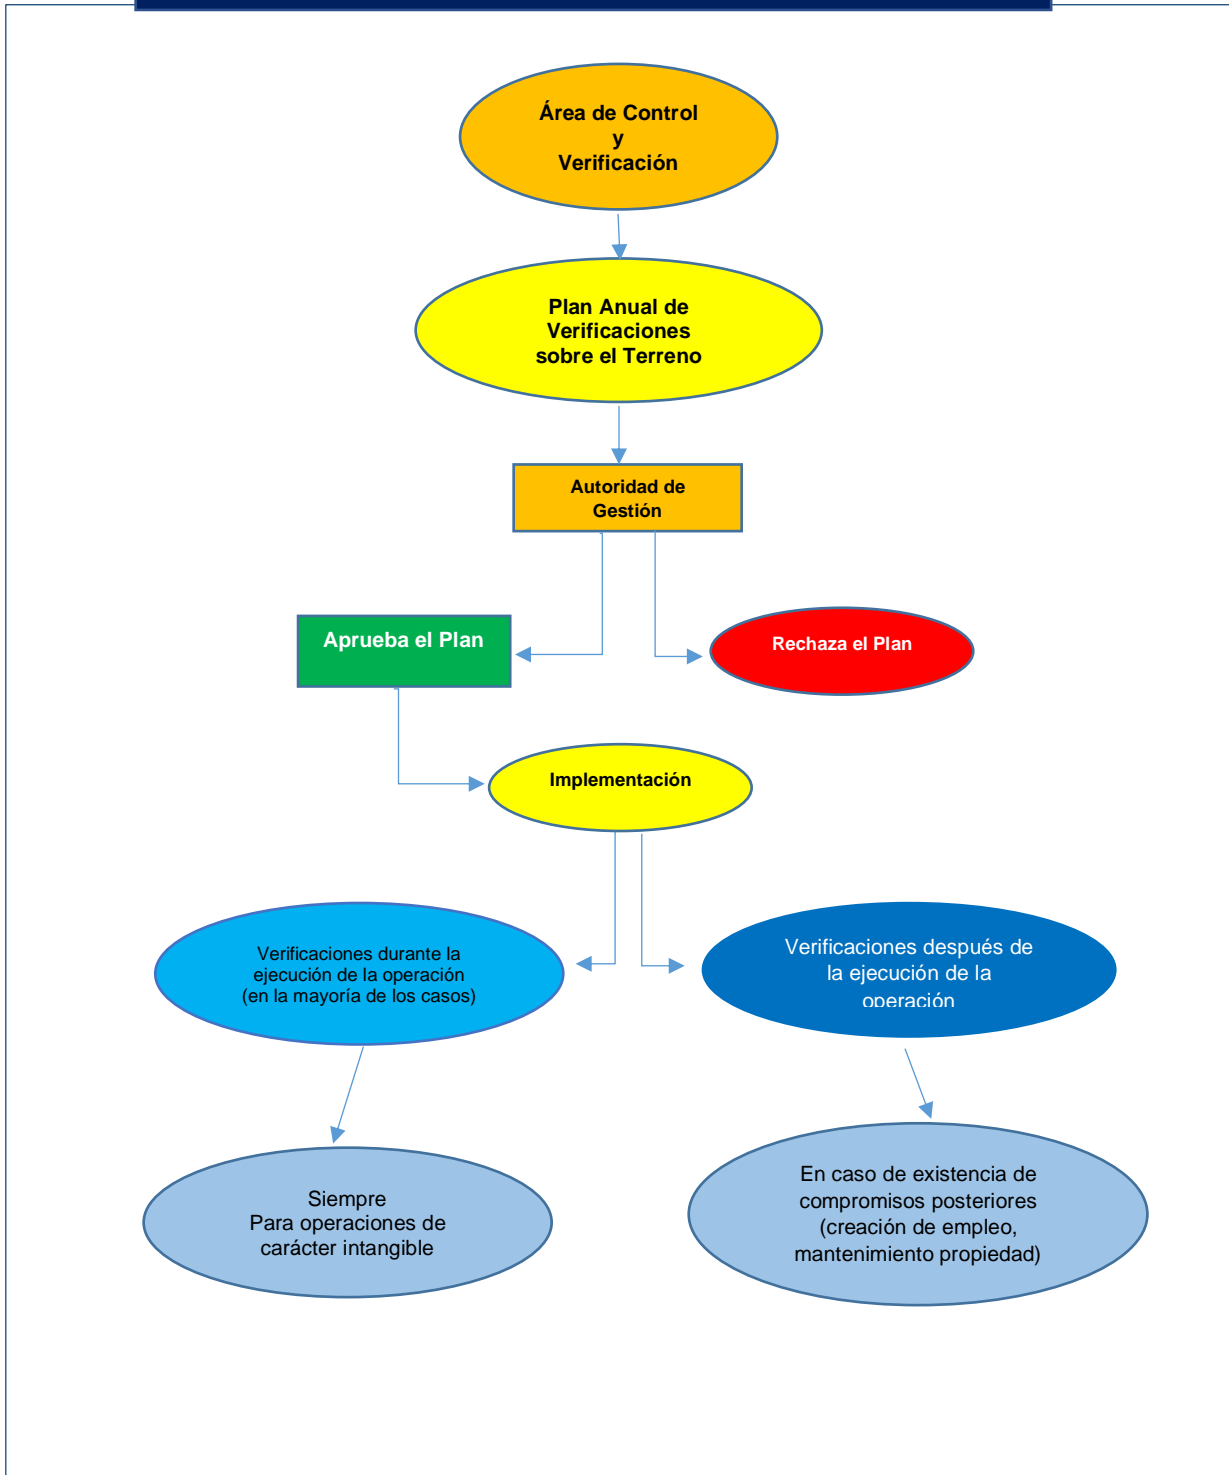 Área de Control
y
Verificación
Plan Anual de
Verificaciones
sobre el Terreno
Autoridad de
Gestión
Aprueba el Plan
Rechaza el Plan
Implementación
Verificaciones durante la
ejecución de la operación
(en la mayoría de los casos)
Verificaciones después de
la ejecución de la
operación
Siempre
Para operaciones de
carácter intangible
En caso de existencia de
compromisos posteriores
(creación de empleo,
mantenimiento propiedad)